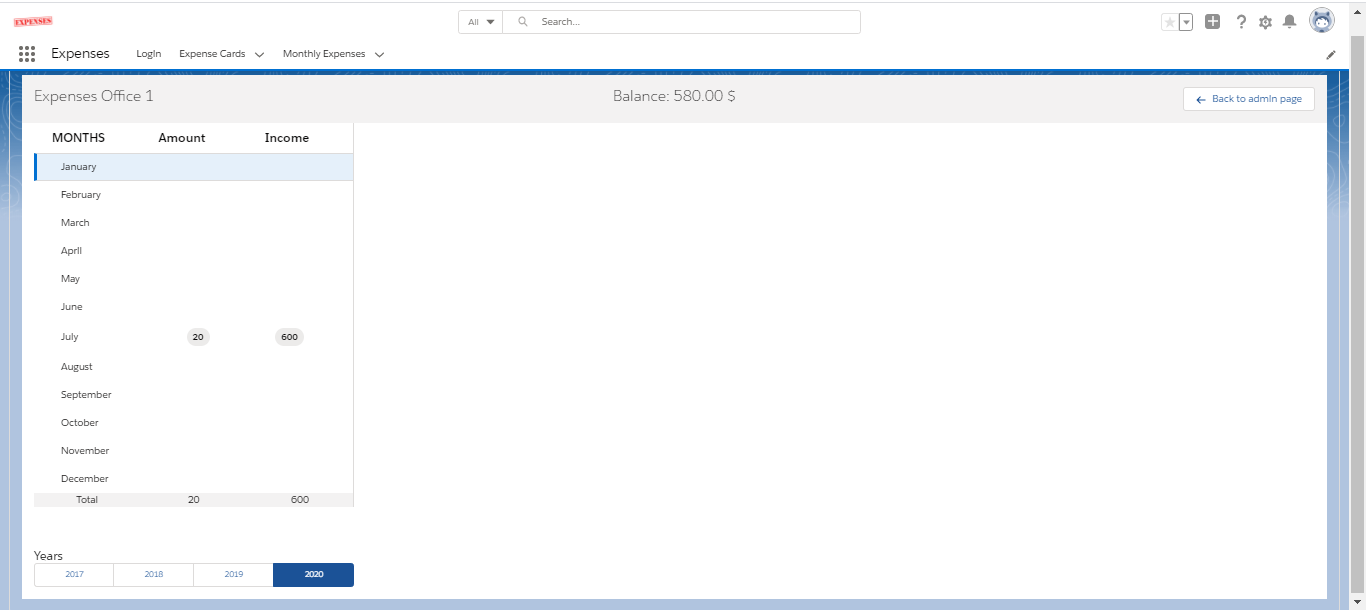 EXPENSES
All
Search...
Expenses Login Expense Cards Monthly Expenses
Expenses Office 1 Balance: 580.00 $ Back to admin page
MONTHS Amount Income
January
February
March
April
May
June
July 20 600
August
September
October
November
December
Total 20 600
Years
2017 2018 2019 2020